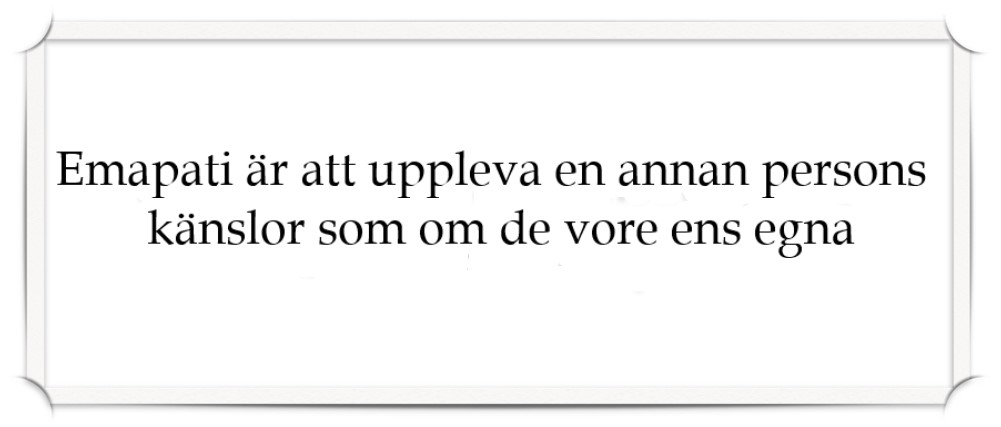 Emapati är att uppleva en annan persons
känslor som om de vore ens egna